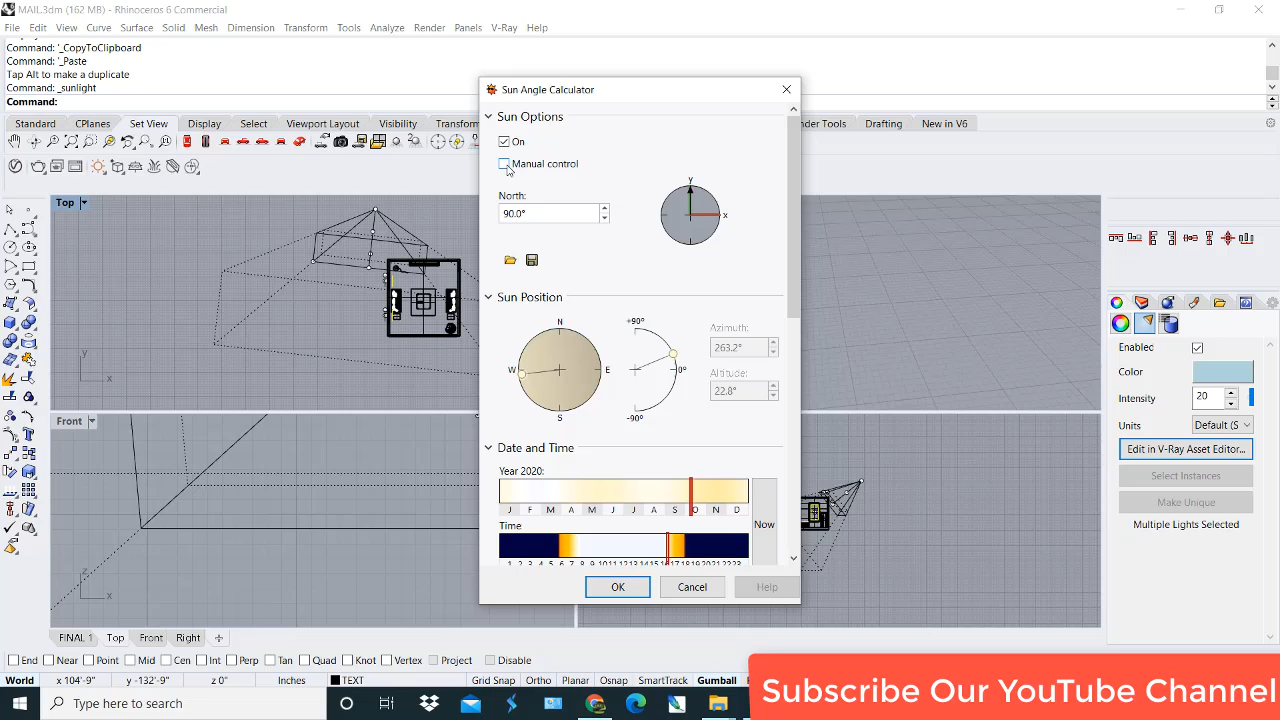 MAIL.3dm (162 MB) - Rhinoceros 6 Commercial
File Edit View Curve Surface Solid Mesh Dimension Transform Tools Analyze Render Panels V-Ray Help
Command: '_CopyToClipboard
Command: '_Paste
Tap Alt to make a duplicate
Command: _sunlight
Command:
Standard CPlanes Set View Display Select Viewport Layout Visibility Transform der Tools Drafting New in V6
Sun Angle Calculator
Sun Options
On
Manual control
North:
90.0°
y
x
Sun Position
N
W E
S
+90°
0°
-90°
Azimuth:
263.2°
Altitude:
22.8°
Date and Time
Year 2020:
J F M A M J J A S O N D
Now
Time
OK Cancel Help
Top
y
x
Front
z
x
Enabled
Color
Intensity 20
Units Default (S
Edit in V-Ray Asset Editor...
Select Instances
Make Unique
Multiple Lights Selected
FINAL 1 Top Front Right
End Near Point Mid Cen Int Perp Tan Quad Knot Vertex Project Disable
World x 104'-9" y -132'-9" z 0" Inches TEXT Grid Snap Ortho Planar Osnap SmartTrack Gumball
Type here to search
Subscribe Our YouTube Channel